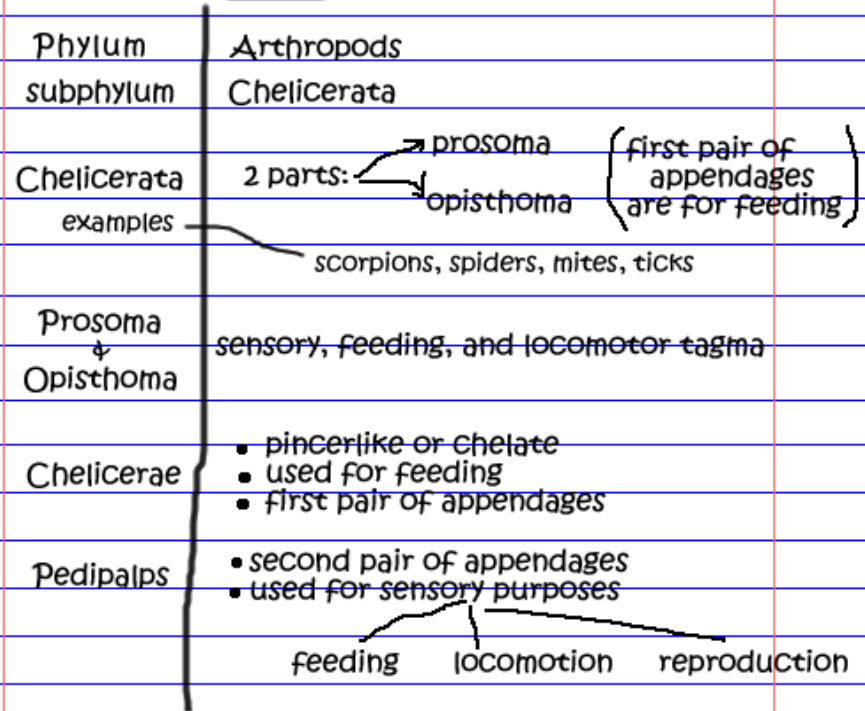 Phylum Arthropods
subphylum Chelicerata
Chelicerata 2 parts: prosoma
opisthoma
(first pair of
appendages
are for feeding)
examples
scorpions, spiders, mites, ticks
Prosoma
&
Opisthoma
sensory, feeding, and locomotor tagma
Chelicerae
• pincerlike or chelate
• used for feeding
• first pair of appendages
Pedipalps
• second pair of appendages
• used for sensory purposes
feeding locomotion reproduction